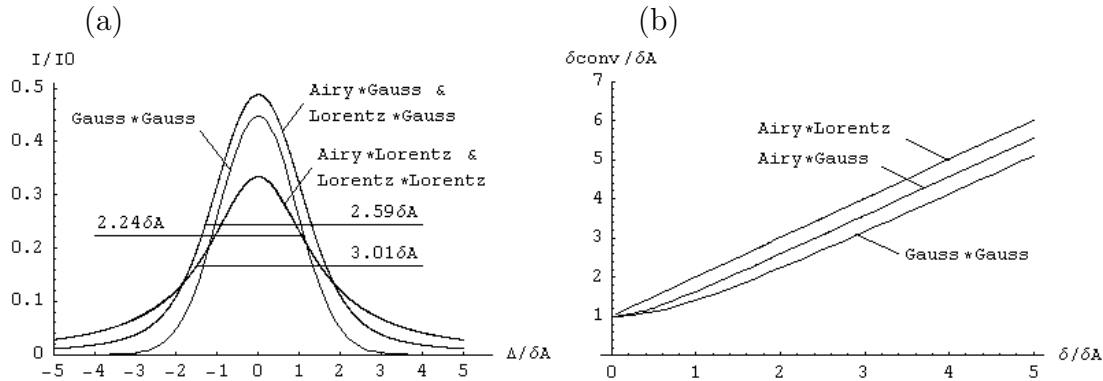 (a)
I/I0
0.5
0.4
0.3
0.2
0.1
0
Airy*Gauss &
Lorentz*Gauss
Gauss*Gauss
Airy*Lorentz &
Lorentz*Lorentz
2.24δA
2.59δA
3.01δA
-5 -4 -3 -2 -1 0 1 2 3 4 5
Δ/δA
(b)
δconv/δA
7
6
5
4
3
2
1
0
Airy*Lorentz
Airy*Gauss
Gauss*Gauss
0 1 2 3 4 5
δ/δA